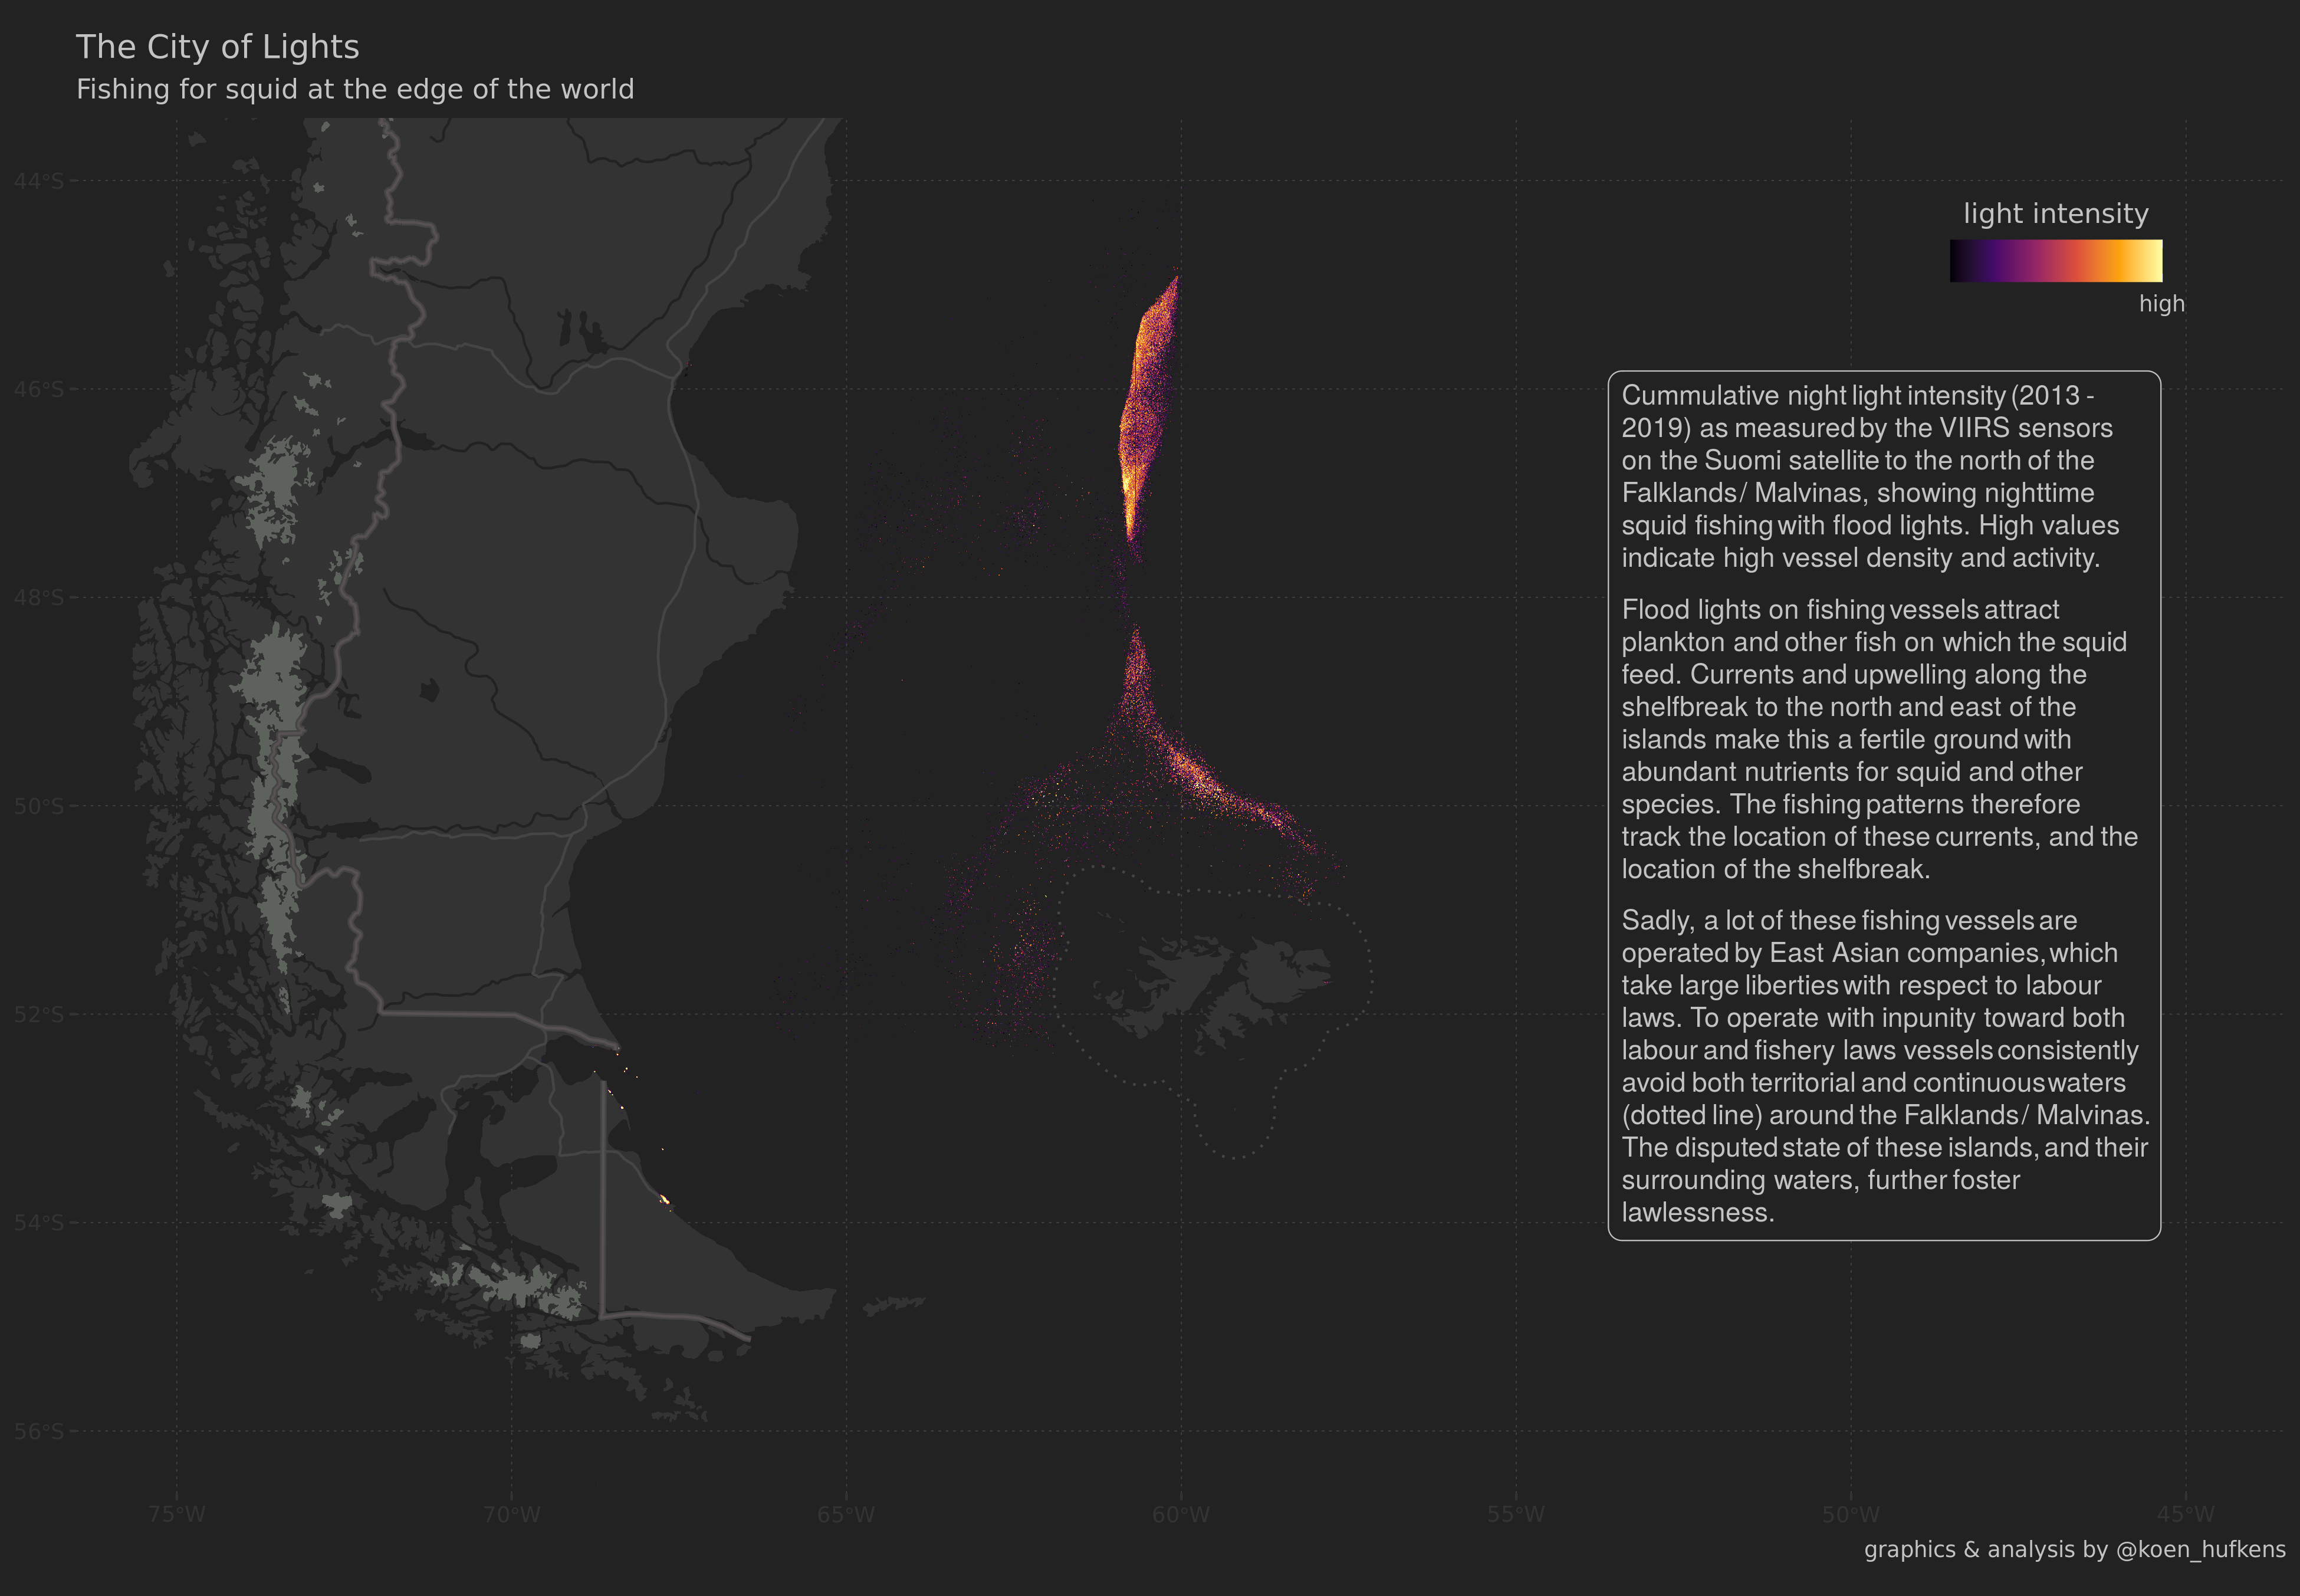 The City of Lights
Fishing for squid at the edge of the world
44°S
46°S
48°S
50°S
52°S
54°S
56°S
75°W
70°W
65°W
60°W
55°W
50°W
45°W
light intensity
high
Cummulative night light intensity (2013 -
2019) as measured by the VIIRS sensors
on the Suomi satellite to the north of the
Falklands / Malvinas, showing nighttime
squid fishing with flood lights. High values
indicate high vessel density and activity.
Flood lights on fishing vessels attract
plankton and other fish on which the squid
feed. Currents and upwelling along the
shelfbreak to the north and east of the
islands make this a fertile ground with
abundant nutrients for squid and other
species. The fishing patterns therefore
track the location of these currents, and the
location of the shelfbreak.
Sadly, a lot of these fishing vessels are
operated by East Asian companies, which
take large liberties with respect to labour
laws. To operate with inpunity toward both
labour and fishery laws vessels consistently
avoid both territorial and continuous waters
(dotted line) around the Falklands / Malvinas.
The disputed state of these islands, and their
surrounding waters, further foster
lawlessness.
graphics & analysis by @koen_hufkens